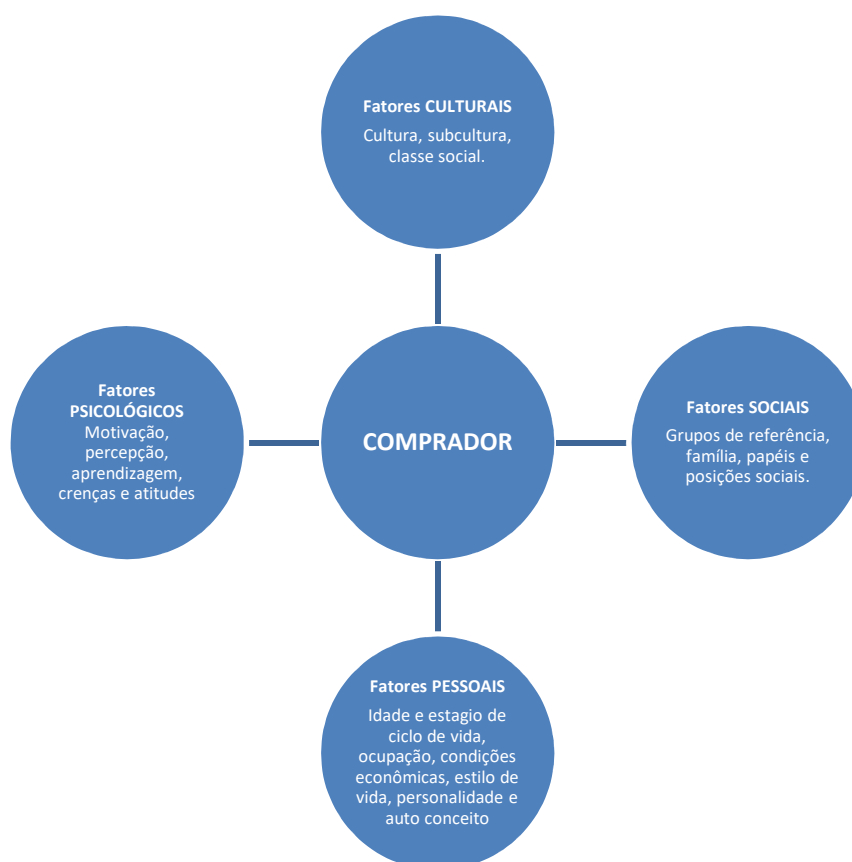 Fatores CULTURAIS
Cultura, subcultura,
classe social.
Fatores
PSICOLÓGICOS
Motivação,
percepção,
aprendizagem,
crenças e atitudes
COMPRADOR
Fatores SOCIAIS
Grupos de referência,
família, papéis e
posições sociais.
Fatores PESSOAIS
Idade e estagio de
ciclo de vida,
ocupação, condições
econômicas, estilo de
vida, personalidade e
auto conceito